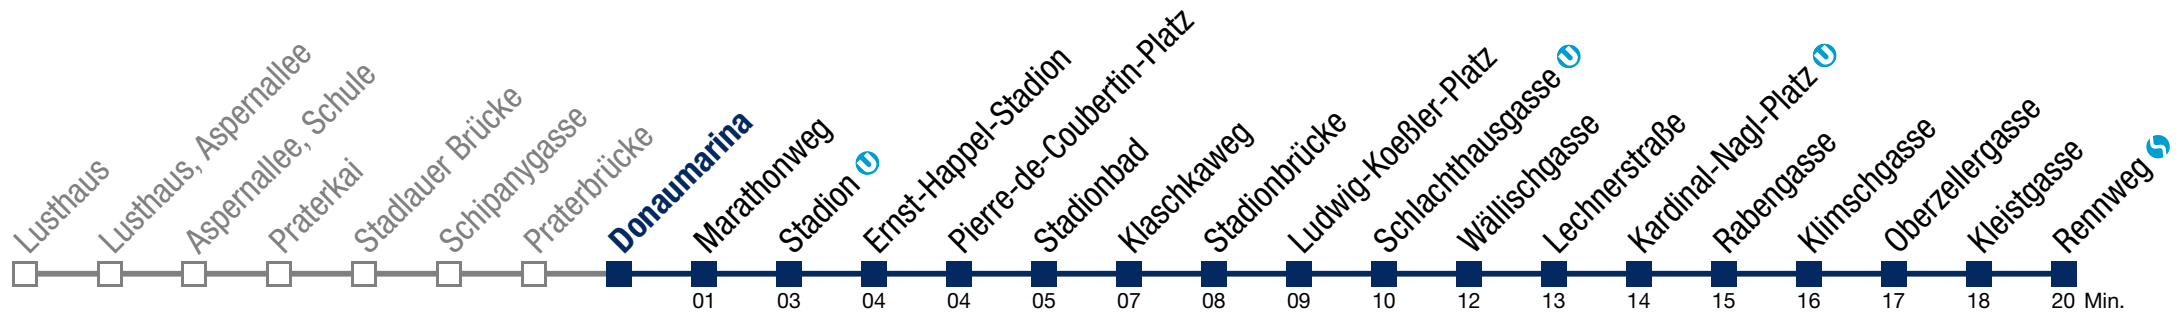 Lusthaus
Lusthaus, Aspernallee
Aspernallee, Schule
Praterkai
Stadlauer Brücke
Schipanygasse
Praterbrücke
Donaumarina
Marathonweg
Stadion U
Ernst-Happel-Stadion
Pierre-de-Coubertin-Platz
Stadionbad
Klaschkaweg
Stadionbrücke
Ludwig-Koeßler-Platz
Schlachthausgasse U
Wällischgasse
Lechnerstraße
Kardinal-Nagl-Platz U
Rabengasse
Klimschgasse
Oberzellergasse
Kleistgasse
Rennweg S
01 03 04 04 05 07 08 09 10 12 13 14 15 16 17 18 20 Min.